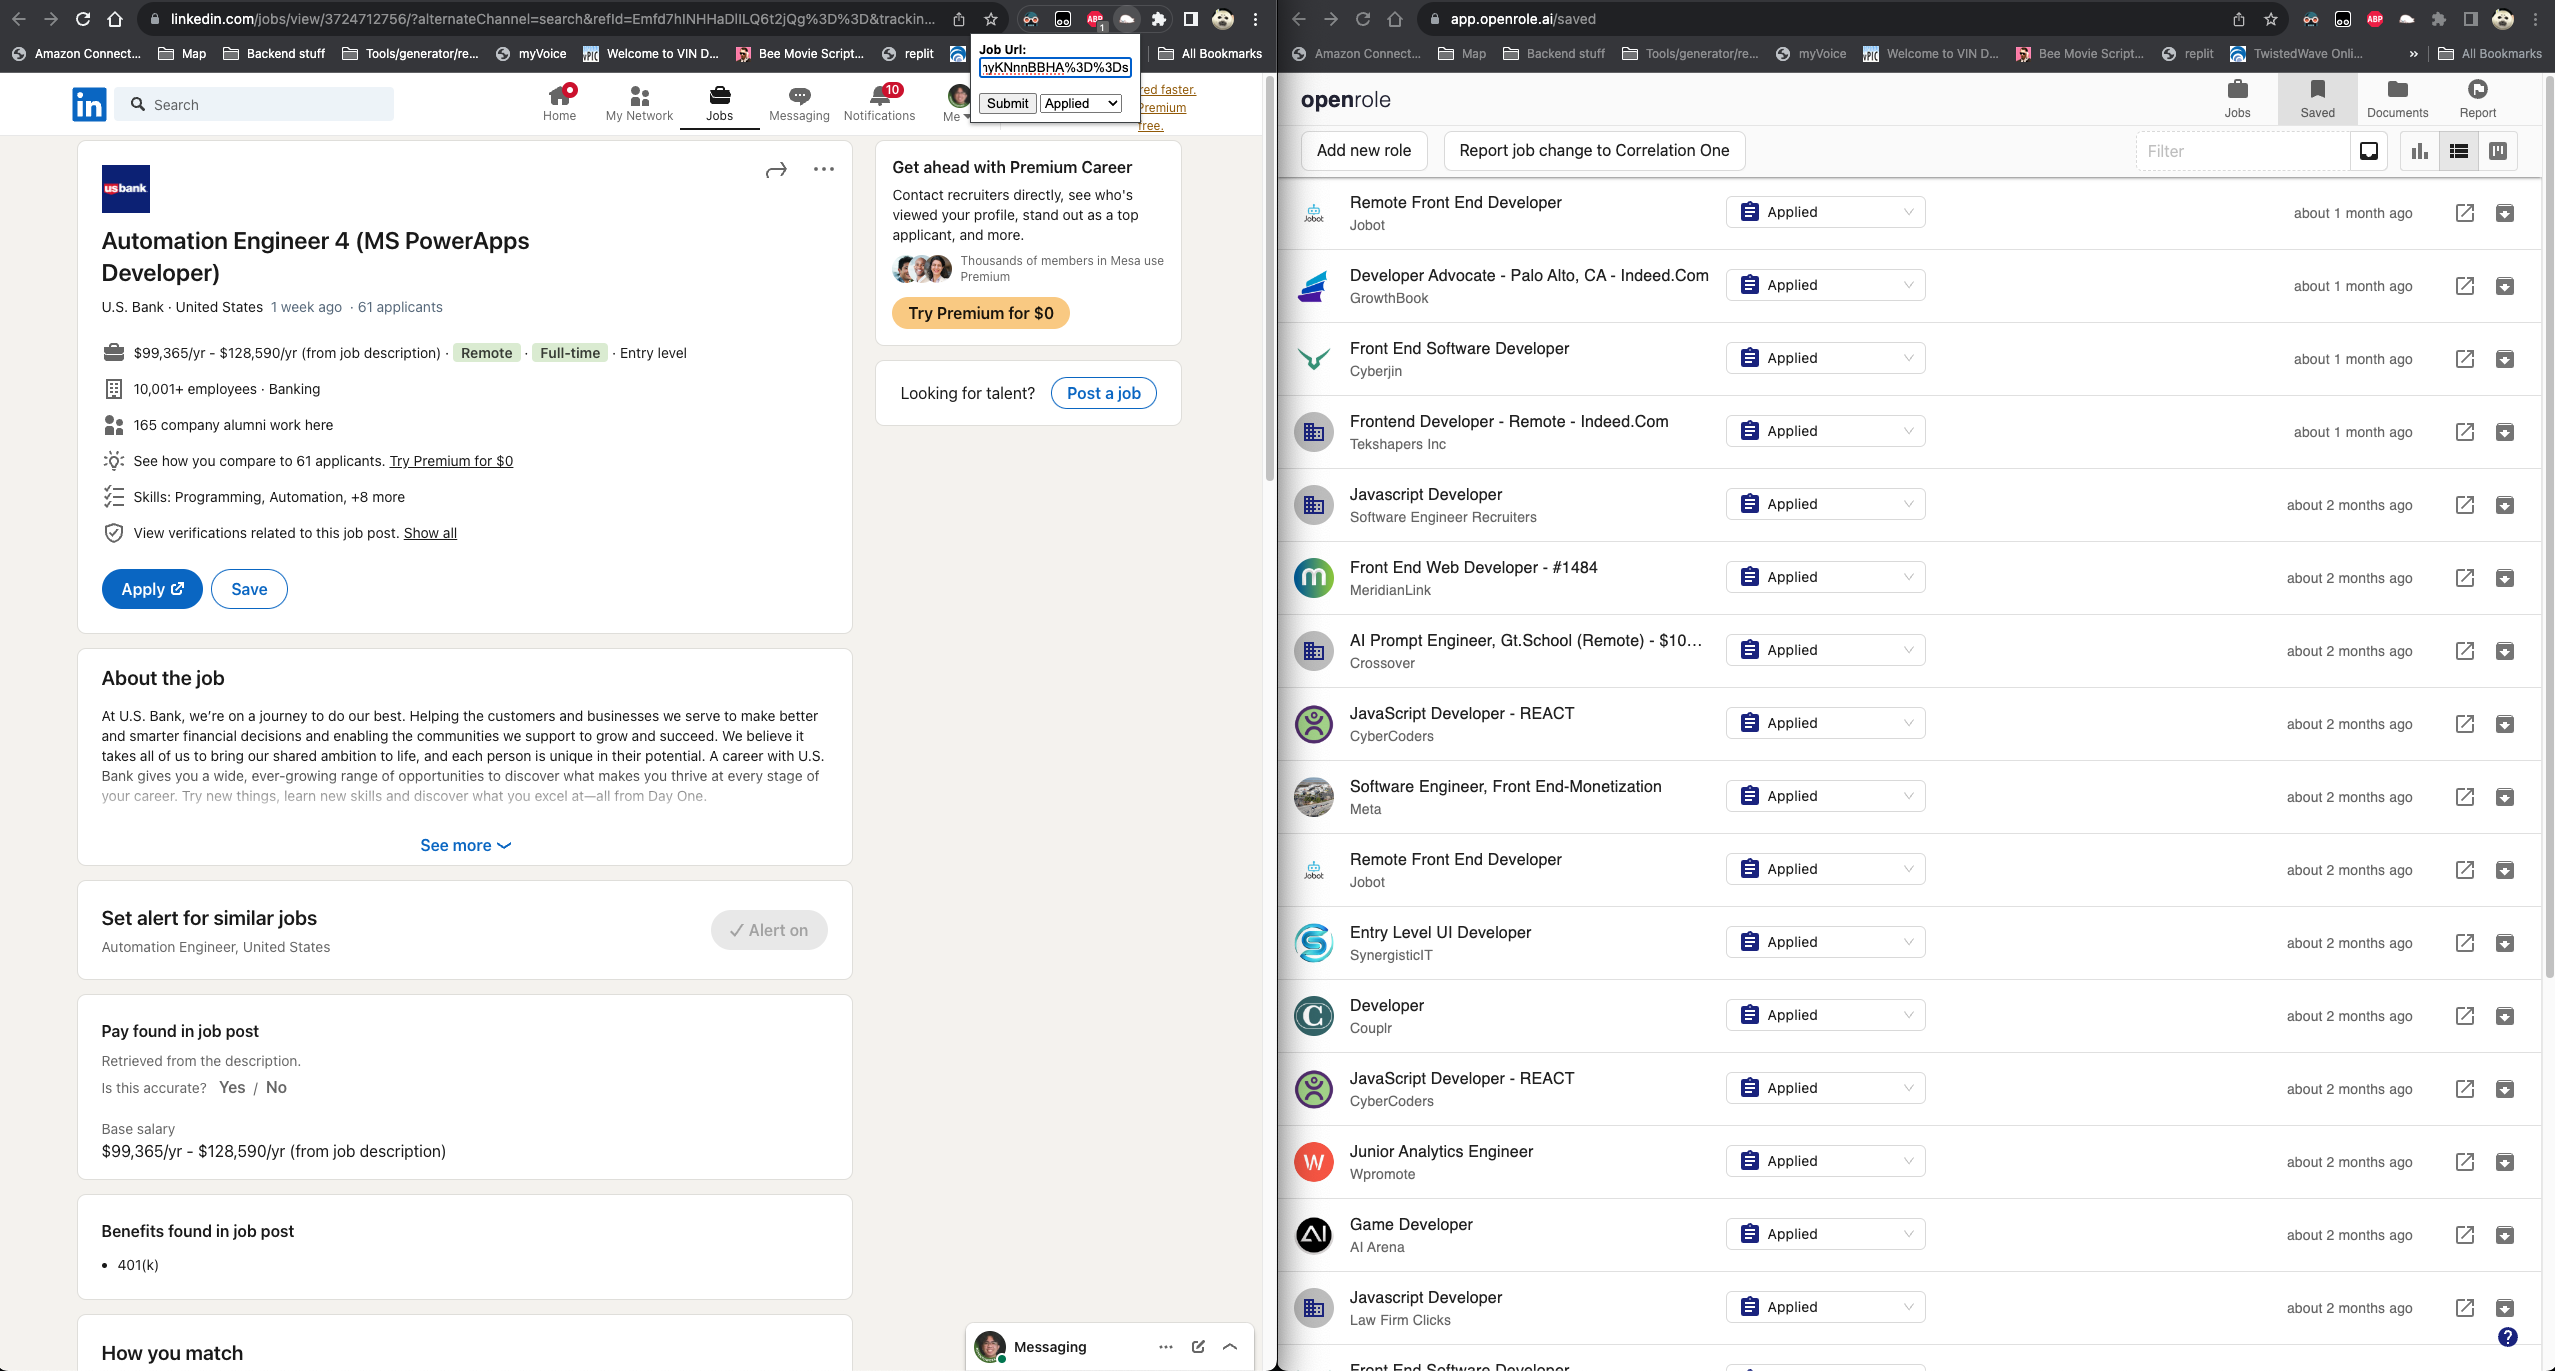 linkedin.com/jobs/view/3724712756/?alternateChannel=search&refId=Emfd7hINHHaDlILQ6t2jQg%3D%3D&trackin...
ABP
1
Amazon Connect...
Map
Backend stuff
Tools/generator/re...
myVoice
Welcome to VIN D...
Bee Movie Script...
replit
All Bookmarks
Job Url:
nyKNnnBBHA%3D%3Ds
Submit
Applied
in
Search
Home
My Network
Jobs
Messaging
10
Notifications
Me
red faster.
Premium
free.
usbank
Automation Engineer 4 (MS PowerApps
Developer)
U.S. Bank · United States 1 week ago · 61 applicants
$99,365/yr - $128,590/yr (from job description) · Remote · Full-time · Entry level
10,001+ employees · Banking
165 company alumni work here
See how you compare to 61 applicants. Try Premium for $0
Skills: Programming, Automation, +8 more
View verifications related to this job post. Show all
Apply
Save
About the job
At U.S. Bank, we're on a journey to do our best. Helping the customers and businesses we serve to make better
and smarter financial decisions and enabling the communities we support to grow and succeed. We believe it
takes all of us to bring our shared ambition to life, and each person is unique in their potential. A career with U.S.
Bank gives you a wide, ever-growing range of opportunities to discover what makes you thrive at every stage of
your career. Try new things, learn new skills and discover what you excel at—all from Day One.
See more
Set alert for similar jobs
Automation Engineer, United States
Alert on
Pay found in job post
Retrieved from the description.
Is this accurate? Yes / No
Base salary
$99,365/yr - $128,590/yr (from job description)
Benefits found in job post
• 401(k)
How you match
Get ahead with Premium Career
Contact recruiters directly, see who's
viewed your profile, stand out as a top
applicant, and more.
Thousands of members in Mesa use
Premium
Try Premium for $0
Looking for talent?
Post a job
Messaging
app.openrole.ai/saved
ABP
Amazon Connect...
Map
Backend stuff
Tools/generator/re...
myVoice
Welcome to VIN D...
Bee Movie Script...
replit
TwistedWave Onli...
»
All Bookmarks
openrole
Jobs
Saved
Documents
Report
Add new role
Report job change to Correlation One
Filter
Jobot
Remote Front End Developer
Jobot
Applied
about 1 month ago
Developer Advocate - Palo Alto, CA - Indeed.Com
GrowthBook
Applied
about 1 month ago
Front End Software Developer
Cyberjin
Applied
about 1 month ago
Frontend Developer - Remote - Indeed.Com
Tekshapers Inc
Applied
about 1 month ago
Javascript Developer
Software Engineer Recruiters
Applied
about 2 months ago
m
Front End Web Developer - #1484
MeridianLink
Applied
about 2 months ago
AI Prompt Engineer, Gt.School (Remote) - $10...
Crossover
Applied
about 2 months ago
JavaScript Developer - REACT
CyberCoders
Applied
about 2 months ago
Software Engineer, Front End-Monetization
Meta
Applied
about 2 months ago
Jobot
Remote Front End Developer
Jobot
Applied
about 2 months ago
S
Entry Level UI Developer
SynergisticIT
Applied
about 2 months ago
C
Developer
Couplr
Applied
about 2 months ago
JavaScript Developer - REACT
CyberCoders
Applied
about 2 months ago
W
Junior Analytics Engineer
Wpromote
Applied
about 2 months ago
AI
Game Developer
AI Arena
Applied
about 2 months ago
Javascript Developer
Law Firm Clicks
Applied
about 2 months ago
?
Front End Software Developer